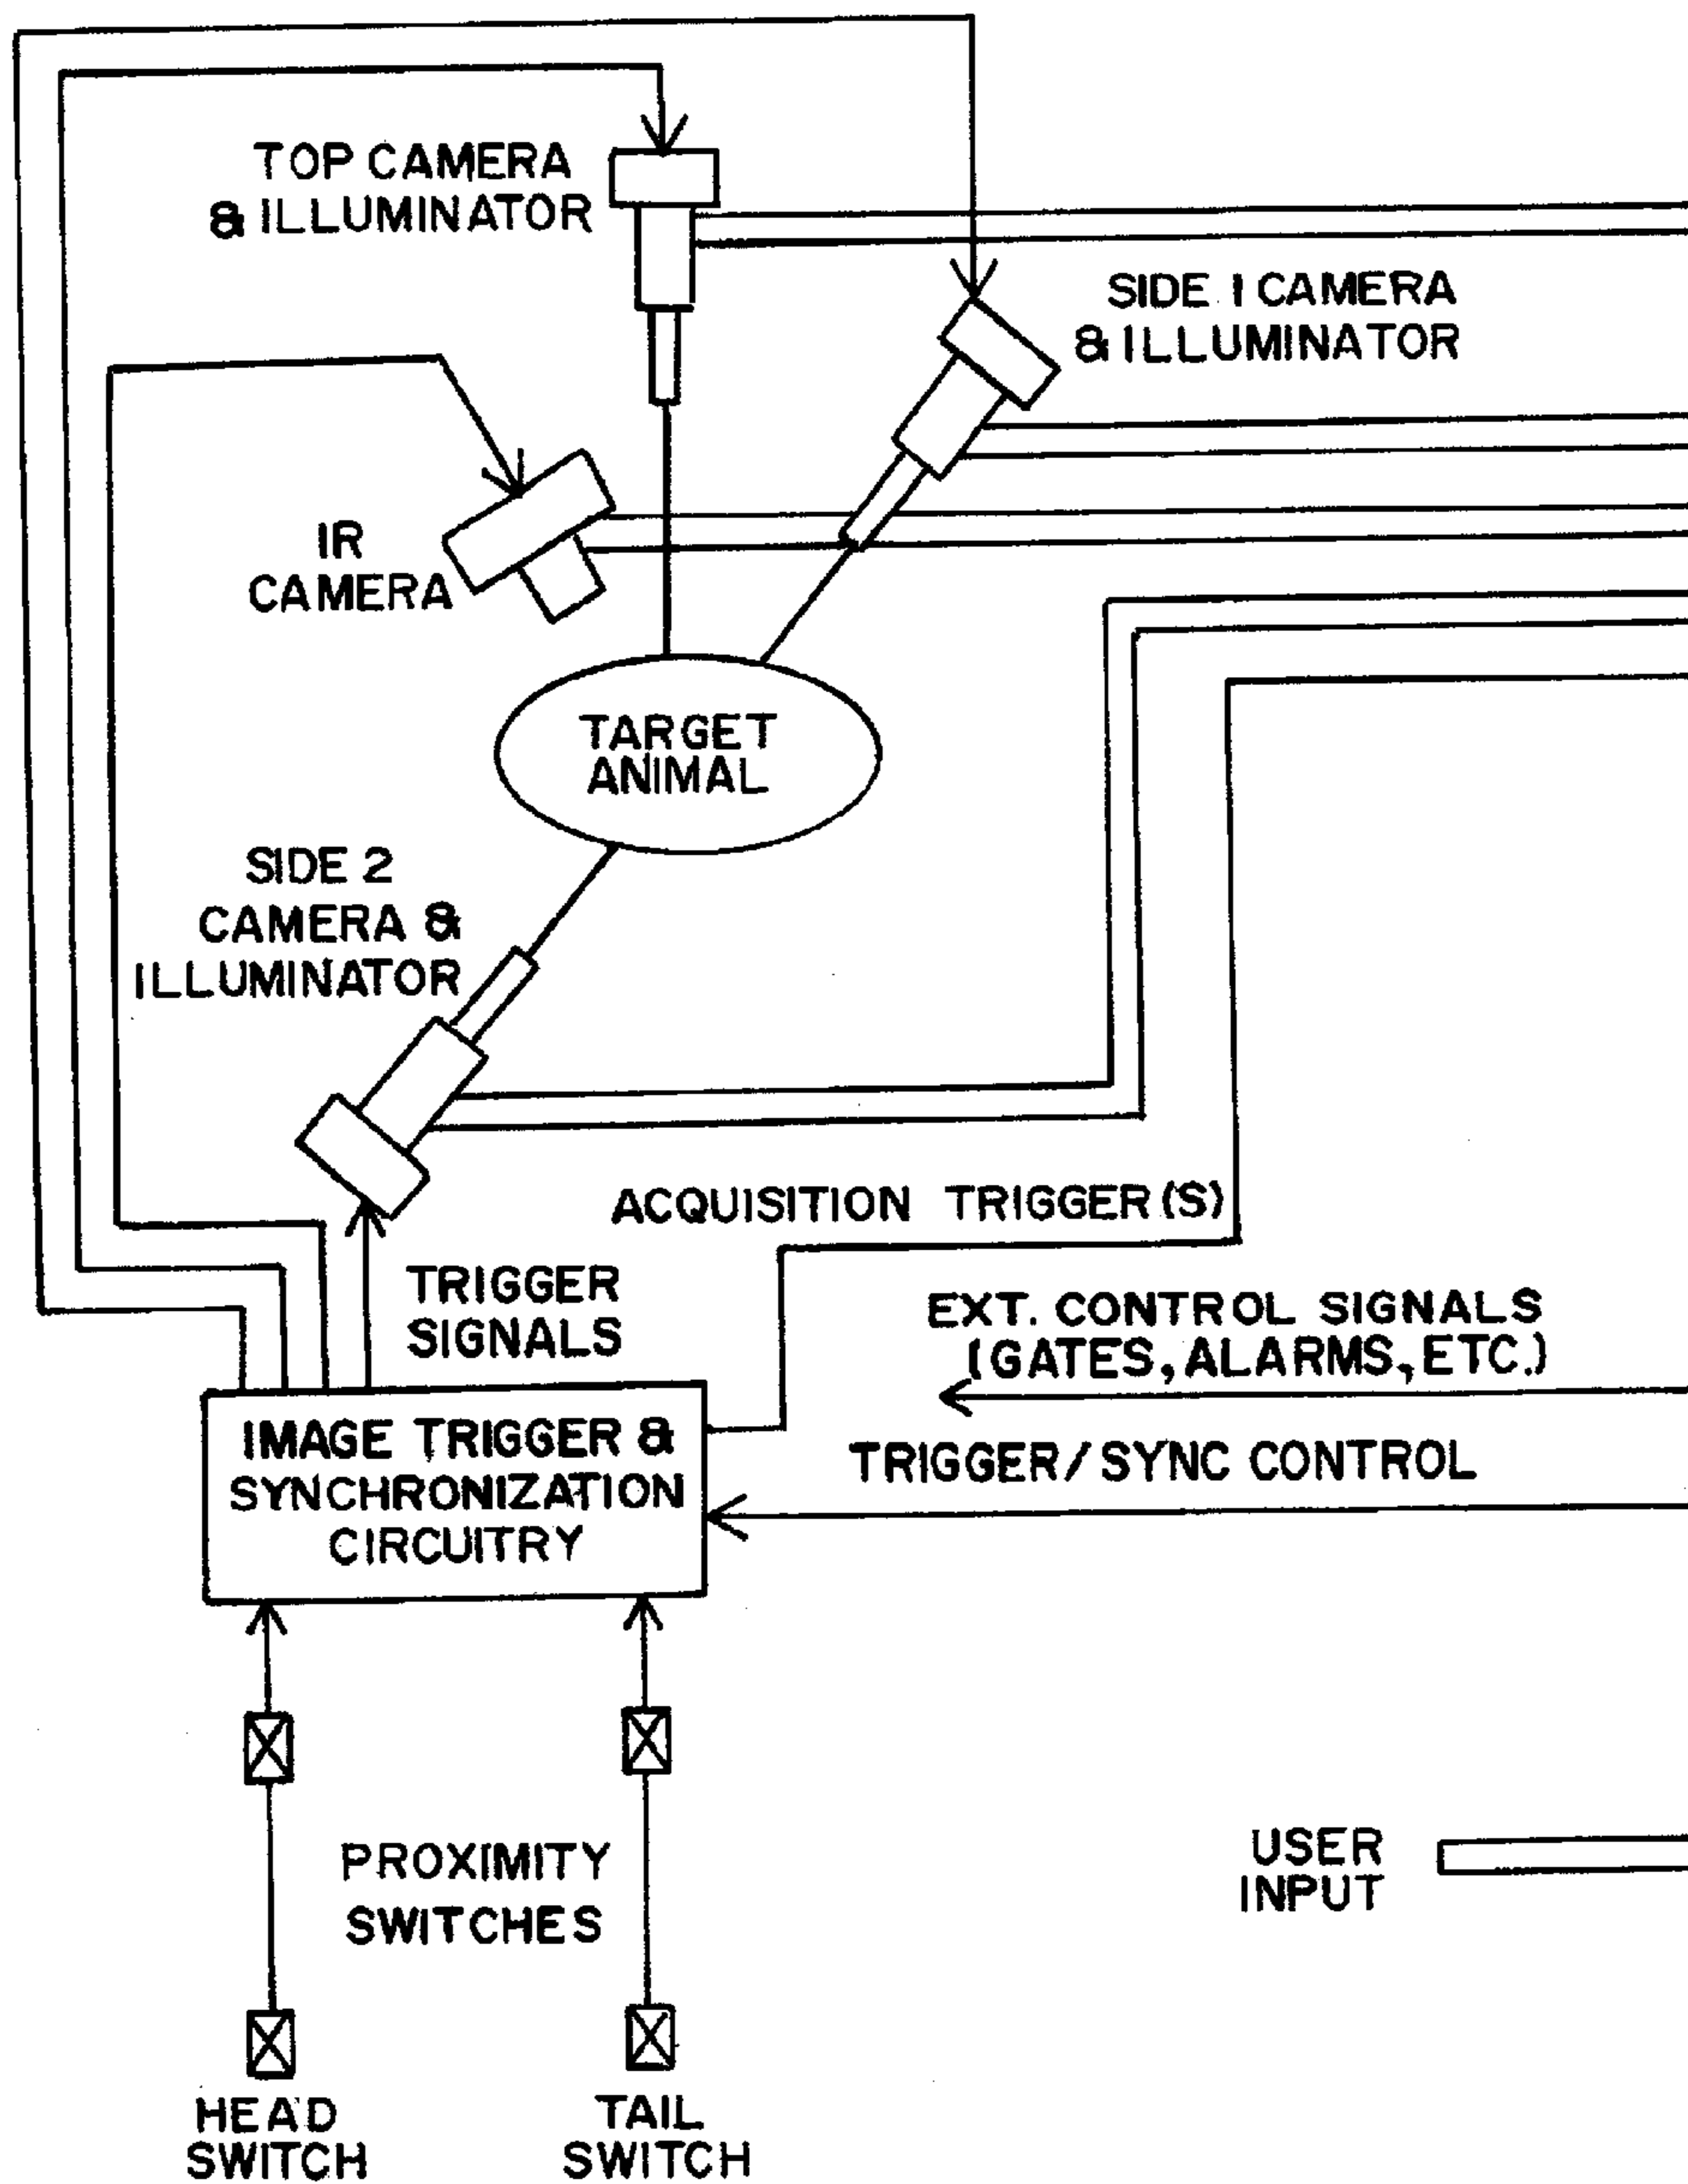 TOP CAMERA
& ILLUMINATOR
SIDE 1 CAMERA
& ILLUMINATOR
IR
CAMERA
TARGET
ANIMAL
SIDE 2
CAMERA &
ILLUMINATOR
ACQUISITION TRIGGER(S)
TRIGGER
SIGNALS
EXT. CONTROL SIGNALS
(GATES, ALARMS, ETC.)
IMAGE TRIGGER &
SYNCHRONIZATION
CIRCUITRY
TRIGGER/SYNC CONTROL
PROXIMITY
SWITCHES
USER
INPUT
HEAD
SWITCH
TAIL
SWITCH